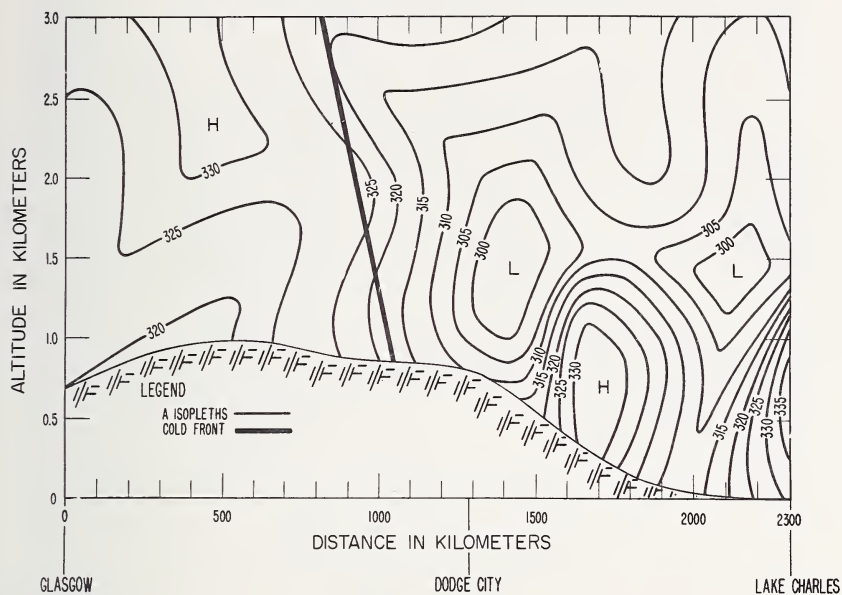 ALTITUDE IN KILOMETERS
3.0
2.5
2.0
1.5
1.0
0.5
0
H
330
325
320
325
320
315
310
305
300
L
305
300
L
310
315
320
325
330
H
315
320
325
330
335
LEGEND
A ISOPLETHS
COLD FRONT
0
500
1000
1500
2000
2300
DISTANCE IN KILOMETERS
GLASGOW
DODGE CITY
LAKE CHARLES